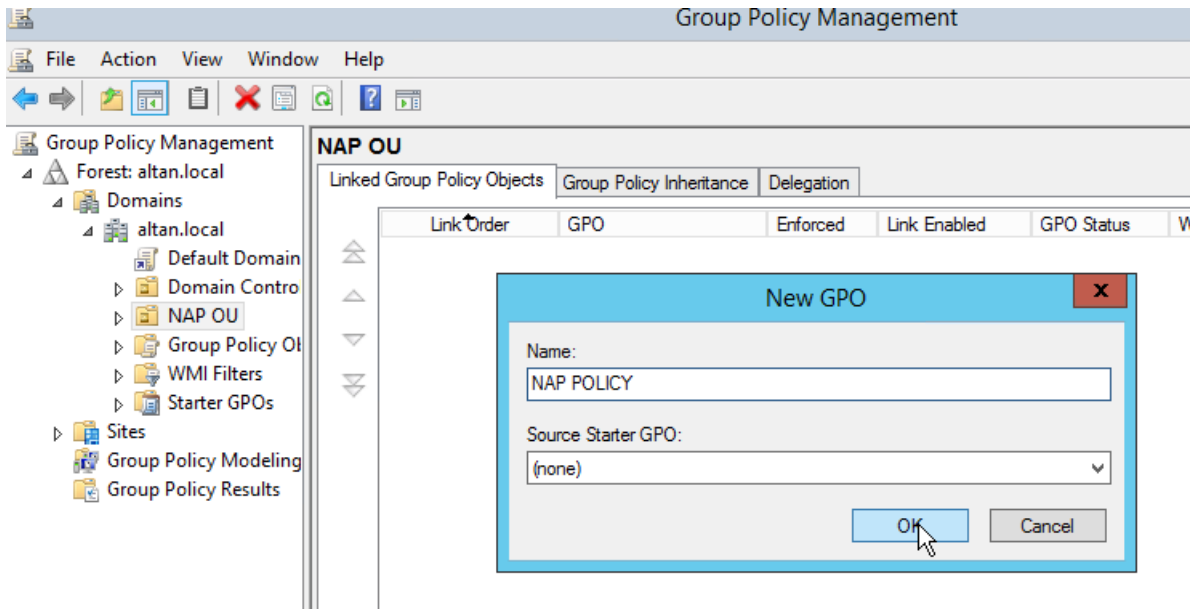 Group Policy Management
File Action View Window Help
Group Policy Management
Forest: altan.local
Domains
altan.local
Default Domain
Domain Contro
NAP OU
Group Policy Ob
WMI Filters
Starter GPOs
Sites
Group Policy Modeling
Group Policy Results
NAP OU
Linked Group Policy Objects Group Policy Inheritance Delegation
Link Order GPO Enforced Link Enabled GPO Status W
New GPO
x
Name:
NAP POLICY
Source Starter GPO:
(none)
OK Cancel